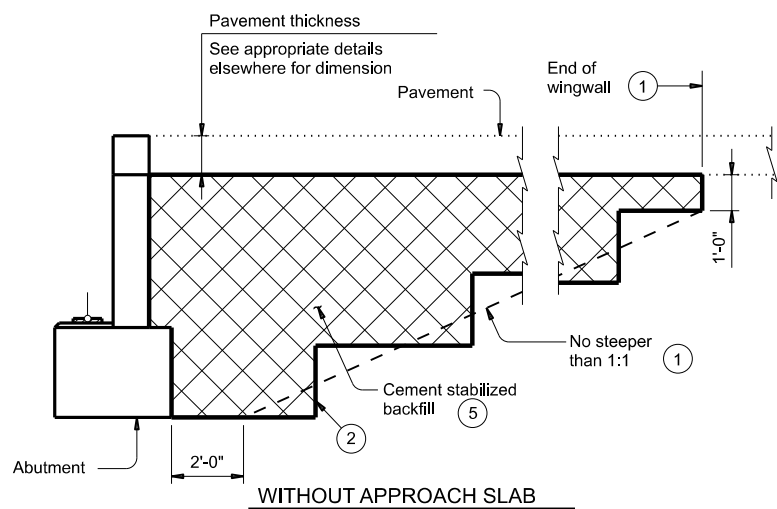 Pavement thickness
See appropriate details
elsewhere for dimension
Pavement
End of
wingwall 1
1'-0"
No steeper
than 1:1 1
Cement stabilized
backfill 5
2
Abutment
2'-0"
WITHOUT APPROACH SLAB